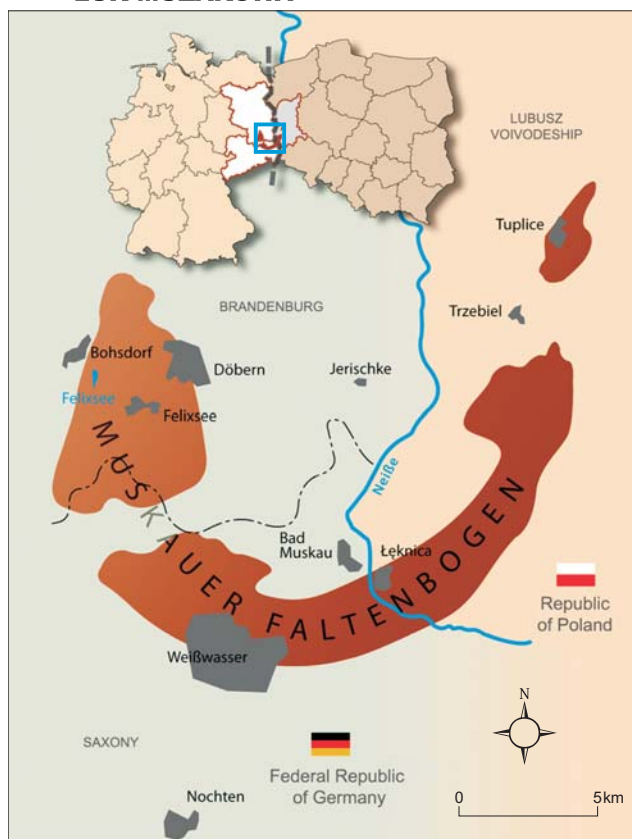 LUBUSZ
VOIVODESHIP
Tuplice
BRANDENBURG
Trzebiel
Bohsdorf
Döbern
Jerischke
Felixsee
Felixsee
MUSKAUER FALTENBOGEN
Neiße
Bad
Muskau
Łęknica
Republic
of Poland
Weißwasser
N
SAXONY
Federal Republic
of Germany
Nochten
0 5km